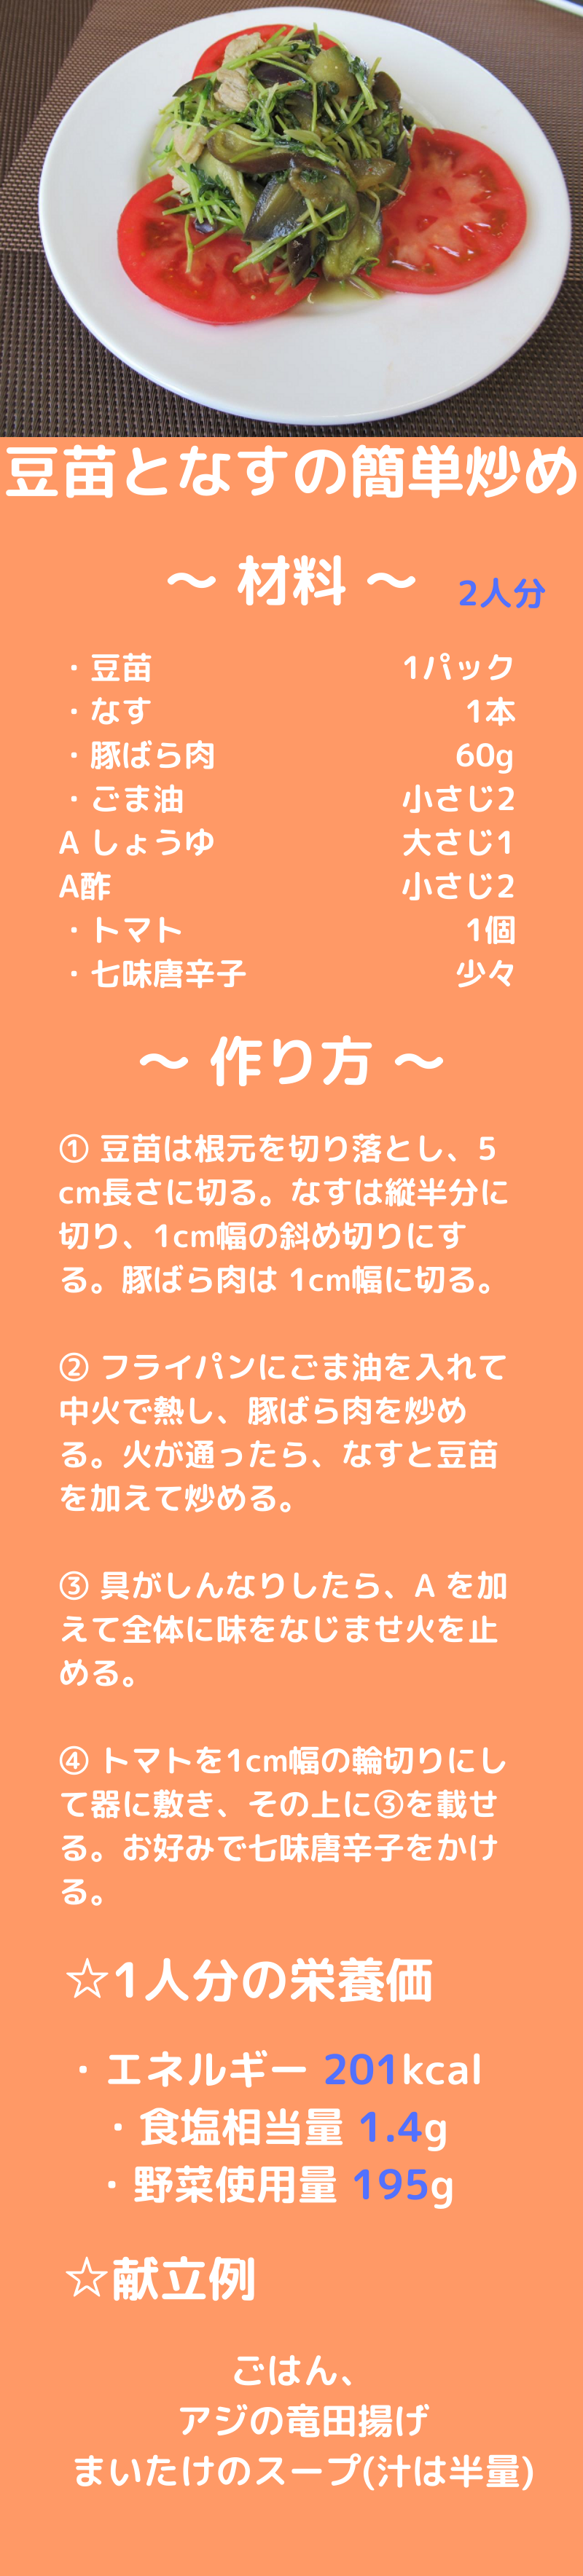 豆苗となすの簡単炒め
〜 材料 〜 2人分
・豆苗 1パック
・なす 1本
・豚ばら肉 60g
・ごま油 小さじ2
A しょうゆ 大さじ1
A酢 小さじ2
・トマト 1個
・七味唐辛子 少々
〜 作り方 〜
① 豆苗は根元を切り落とし、5
cm長さに切る。なすは縦半分に
切り、1cm幅の斜め切りにす
る。豚ばら肉は 1cm幅に切る。
② フライパンにごま油を入れて
中火で熱し、豚ばら肉を炒め
る。火が通ったら、なすと豆苗
を加えて炒める。
③ 具がしんなりしたら、A を加
えて全体に味をなじませ火を止
める。
④ トマトを1cm幅の輪切りにし
て器に敷き、その上に③を載せ
る。お好みで七味唐辛子をかけ
る。
☆1人分の栄養価
・エネルギー 201kcal
・食塩相当量 1.4g
・野菜使用量 195g
☆献立例
ごはん、
アジの竜田揚げ
まいたけのスープ(汁は半量)